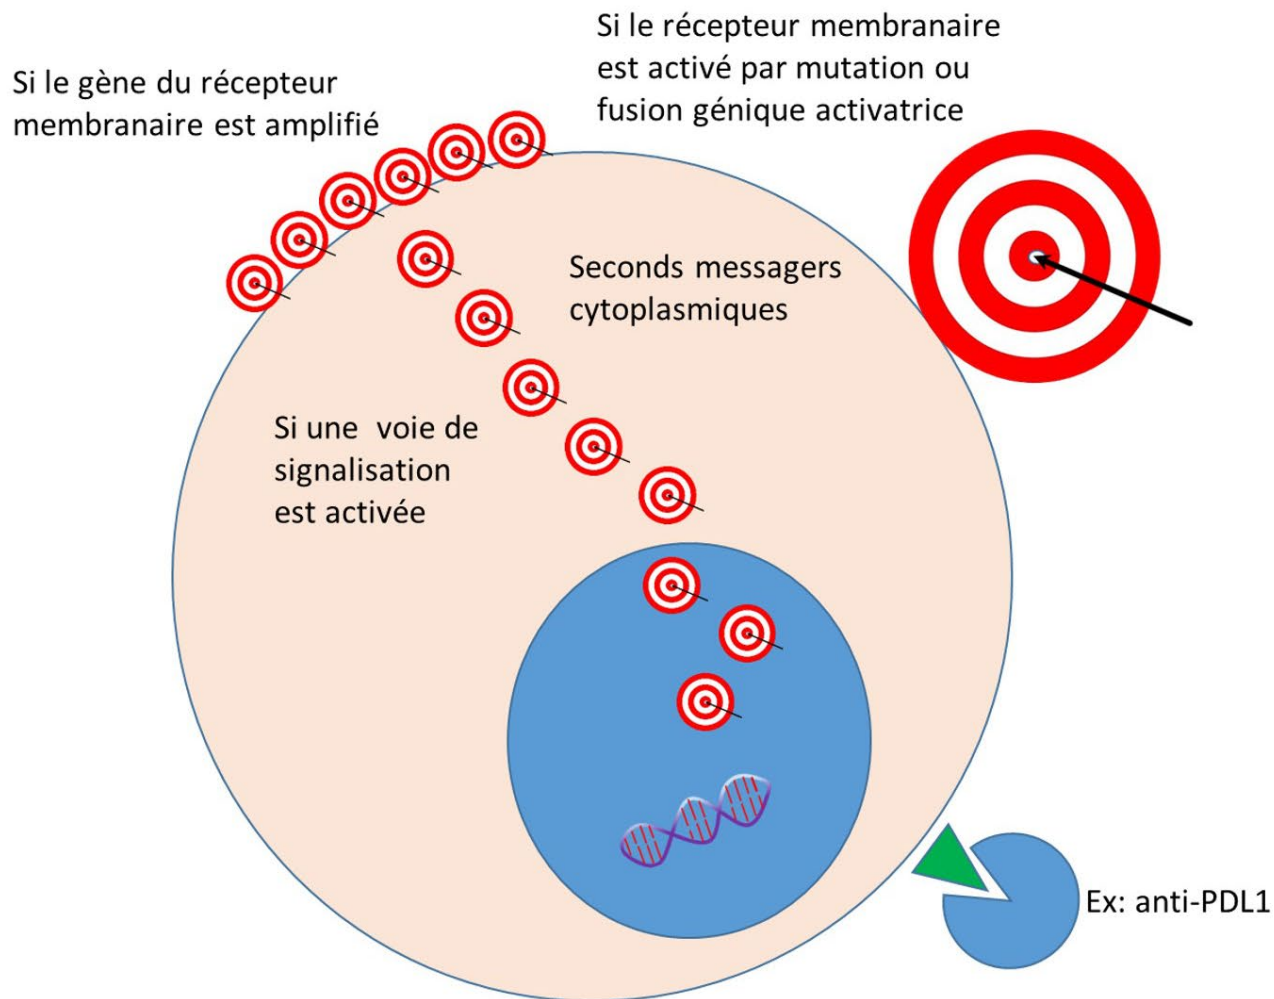 Si le récepteur membranaire
est activé par mutation ou
fusion génique activatrice
Si le gène du récepteur
membranaire est amplifié
Seconds messagers
cytoplasmiques
Si une  voie de
signalisation
est activée
Ex: anti-PDL1